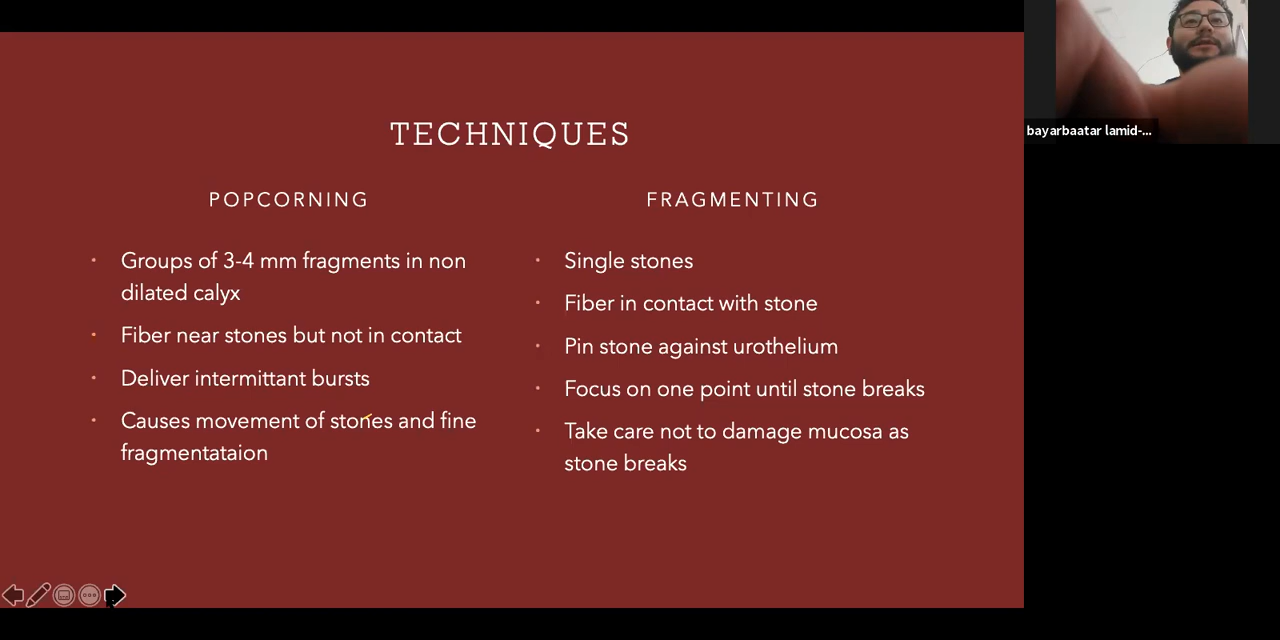 TECHNIQUES
POPCORNING
Groups of 3-4 mm fragments in non
dilated calyx
Fiber near stones but not in contact
Deliver intermittant bursts
Causes movement of stones and fine
fragmentataion
FRAGMENTING
Single stones
Fiber in contact with stone
Pin stone against urothelium
Focus on one point until stone breaks
Take care not to damage mucosa as
stone breaks
bayarbaatar lamid-...